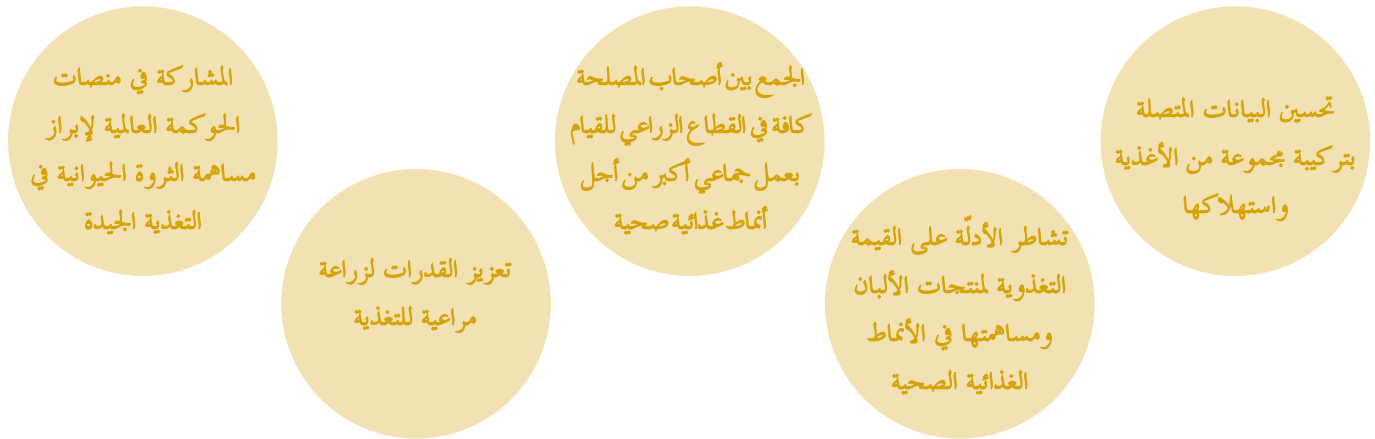 تحسين البيانات المتصلة
بتركيبة مجموعة من الأغذية
واستهلاكها
تشاطر الأدلّة على القيمة
التغذوية لمنتجات الألبان
ومساهمتها في الأنماط
الغذائية الصحية
الجمع بين أصحاب المصلحة
كافة في القطاع الزراعي للقيام
بعمل جماعي أكبر من أجل
أنماط غذائية صحية
تعزيز القدرات لزراعة
مراعية للتغذية
المشاركة في منصات
الحوكمة العالمية لإبراز
مساهمة الثروة الحيوانية في
التغذية الجيدة